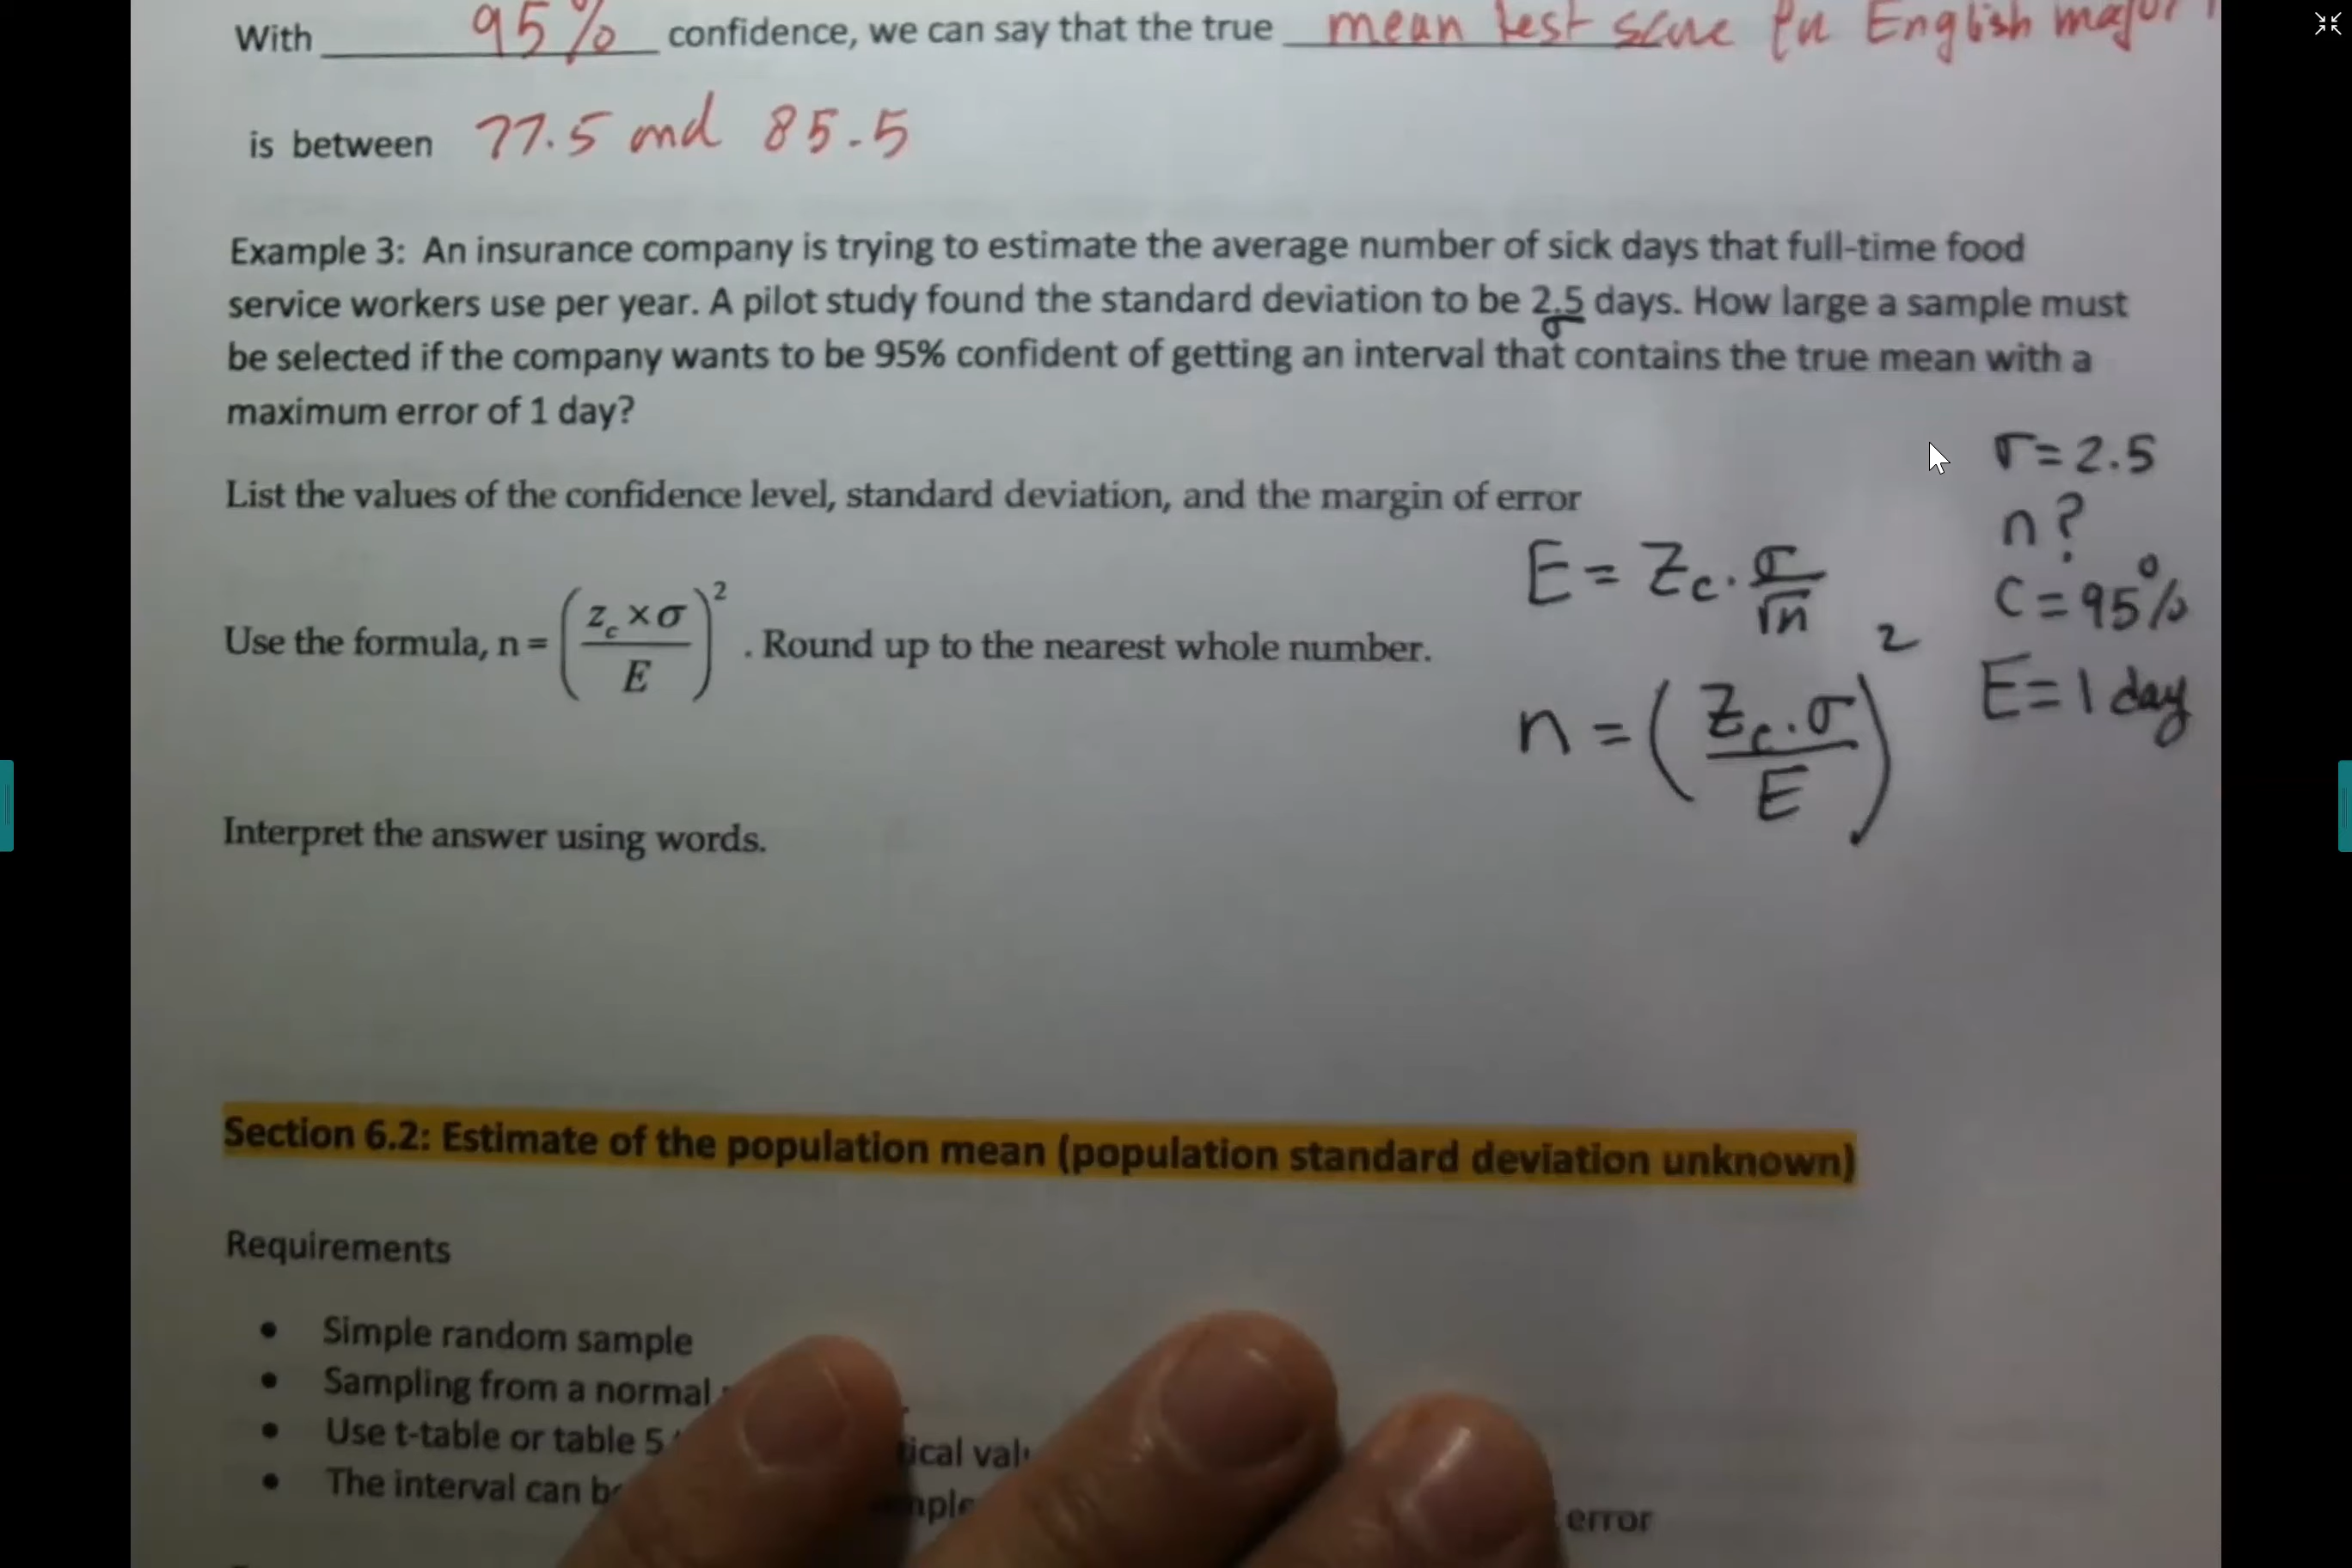 With 95% confidence, we can say that the true mean test score for English major
is between 77.5 and 85.5
Example 3: An insurance company is trying to estimate the average number of sick days that full-time food
service workers use per year. A pilot study found the standard deviation to be 2.5 days. How large a sample must
σ
be selected if the company wants to be 95% confident of getting an interval that contains the true mean with a
maximum error of 1 day?
σ = 2.5
List the values of the confidence level, standard deviation, and the margin of error
n?
E = Zc · σ/√n
C = 95%
Use the formula, n = (z_c × σ / E)². Round up to the nearest whole number.
E = 1 day
n = (Zc · σ / E)²
Interpret the answer using words.
Section 6.2: Estimate of the population mean (population standard deviation unknown)
Requirements
• Simple random sample
• Sampling from a normal
• Use t-table or table 5
• The interval can
error